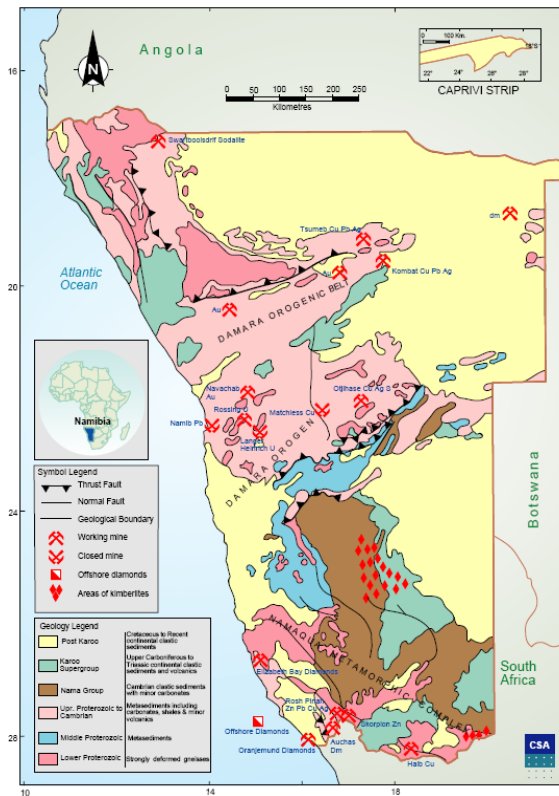 Angola
16
N
0 50 100 150 200 250
Kilometres
0 100 Km.
18°S
22° 24° 26° 28°
CAPRIVI STRIP
Swartbooisdrif Sodalite
dm
Tsumeb Cu Pb Ag
Kombat Cu Pb Ag
Au
Au
Atlantic
Ocean
20
DAMARA OROGENIC BELT
Namibia
Navachab
Au
Rossing U
Otjihase Cu Ag S
Matchless Cu
Namib Pb
Langer
Heinrich U
DAMARA OROGEN
Botswana
Symbol Legend
Thrust Fault
Normal Fault
Geological Boundary
Working mine
Closed mine
Offshore diamonds
Areas of kimberlites
24
Geology Legend
Post Karoo
Cretaceous to Recent
continental clastic
sediments
Karoo
Supergroup
Upper Carboniferous to
Triassic continental clastic
sediments and volcanics
Nama Group
Cambrian clastic sediments
with minor carbonates
Upr. Proterozoic to
Cambrian
Metasediments including
carbonates, shales & minor
volcanics
Middle Proterozoic
Metasediments
Lower Proterozoic
Strongly deformed gneisses
NAMAQUA METAMORPHIC COMPLEX
South
Africa
Elizabeth Bay Diamonds
Rosh Pinah
Zn Pb Cu Ag
Skorpion Zn
Offshore Diamonds
Oranjemund Diamonds
Auchas
Dm
Haib Cu
28
CSA
10 14 18